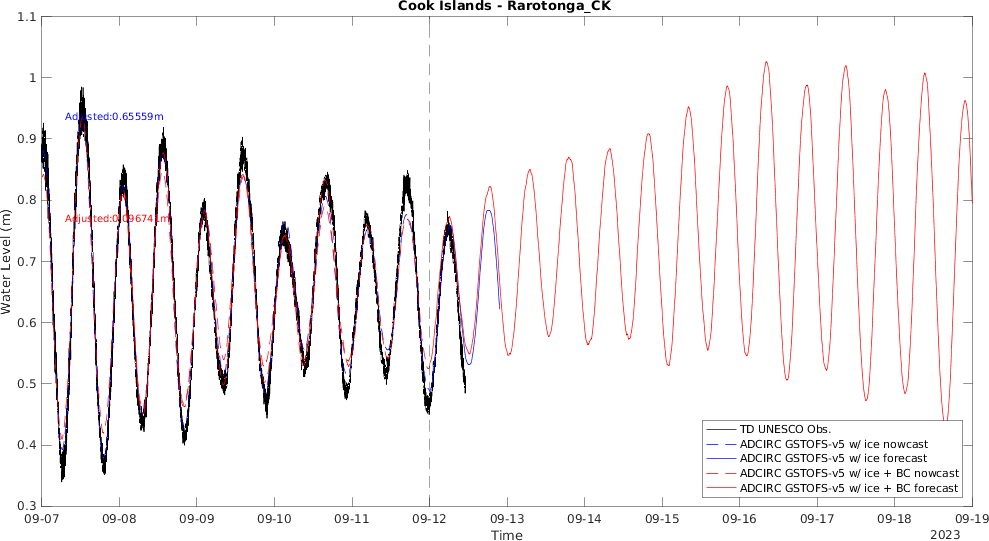 Cook Islands - Rarotonga_CK
1.1
1
0.9
0.8
0.7
0.6
0.5
0.4
0.3
Water Level (m)
Adjusted:0.65559m
Adjusted:0.096741m
TD UNESCO Obs.
ADCIRC GSTOFS-v5 w/ ice nowcast
ADCIRC GSTOFS-v5 w/ ice forecast
ADCIRC GSTOFS-v5 w/ ice + BC nowcast
ADCIRC GSTOFS-v5 w/ ice + BC forecast
09-07 09-08 09-09 09-10 09-11 09-12 09-13 09-14 09-15 09-16 09-17 09-18 09-19
Time
2023